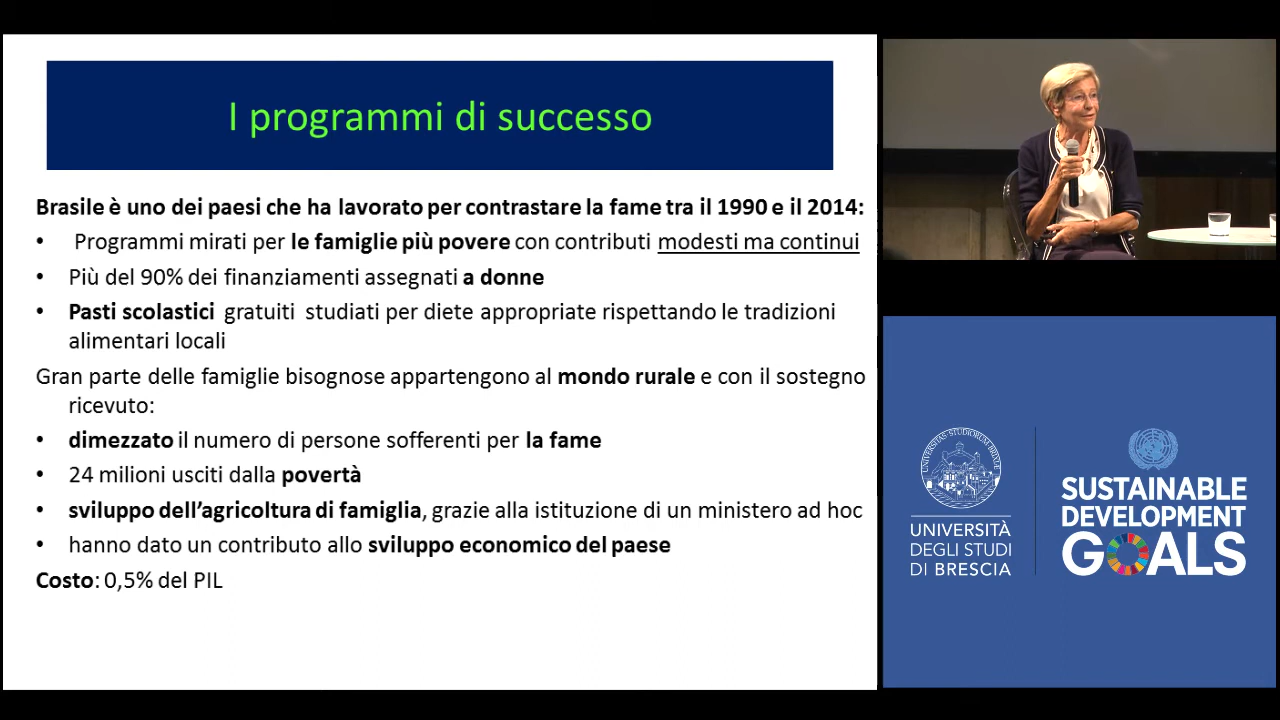 I programmi di successo
Brasile è uno dei paesi che ha lavorato per contrastare la fame tra il 1990 e il 2014:
• Programmi mirati per le famiglie più povere con contributi modesti ma continui
• Più del 90% dei finanziamenti assegnati a donne
• Pasti scolastici gratuiti studiati per diete appropriate rispettando le tradizioni
alimentari locali
Gran parte delle famiglie bisognose appartengono al mondo rurale e con il sostegno
ricevuto:
• dimezzato il numero di persone sofferenti per la fame
• 24 milioni usciti dalla povertà
• sviluppo dell’agricoltura di famiglia, grazie alla istituzione di un ministero ad hoc
• hanno dato un contributo allo sviluppo economico del paese
Costo: 0,5% del PIL
UNIVERSITÀ
DEGLI STUDI
DI BRESCIA
SUSTAINABLE
DEVELOPMENT
GOALS